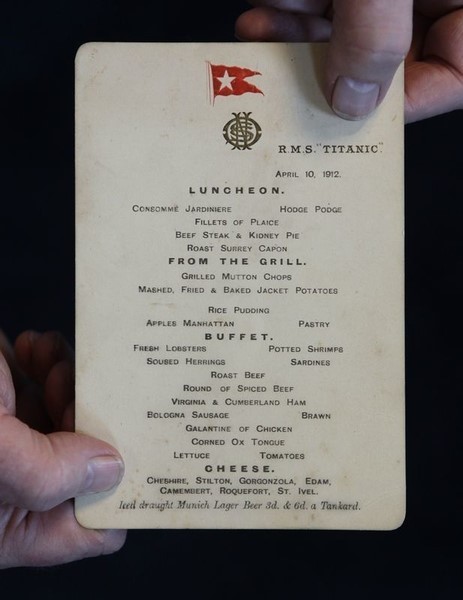 R.M.S. "TITANIC."
APRIL 10, 1912.
LUNCHEON.
CONSOMMÉ JARDINIERE HODGE PODGE
FILLETS OF PLAICE
BEEF STEAK & KIDNEY PIE
ROAST SURREY CAPON
FROM THE GRILL.
GRILLED MUTTON CHOPS
MASHED, FRIED & BAKED JACKET POTATOES
RICE PUDDING
APPLES MANHATTAN PASTRY
BUFFET.
FRESH LOBSTERS POTTED SHRIMPS
SOUSED HERRINGS SARDINES
ROAST BEEF
ROUND OF SPICED BEEF
VIRGINIA & CUMBERLAND HAM
BOLOGNA SAUSAGE BRAWN
GALANTINE OF CHICKEN
CORNED OX TONGUE
LETTUCE TOMATOES
CHEESE.
CHESHIRE, STILTON, GORGONZOLA, EDAM,
CAMEMBERT, ROQUEFORT, ST. IVEL.
Iced draught Munich Lager Beer 3d. & 6d. a Tankard.